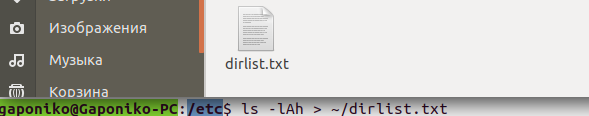 Изображения
Музыка
Корзина
dirlist.txt
gaponiko@Gaponiko-PC:/etc$ ls -lAh > ~/dirlist.txt